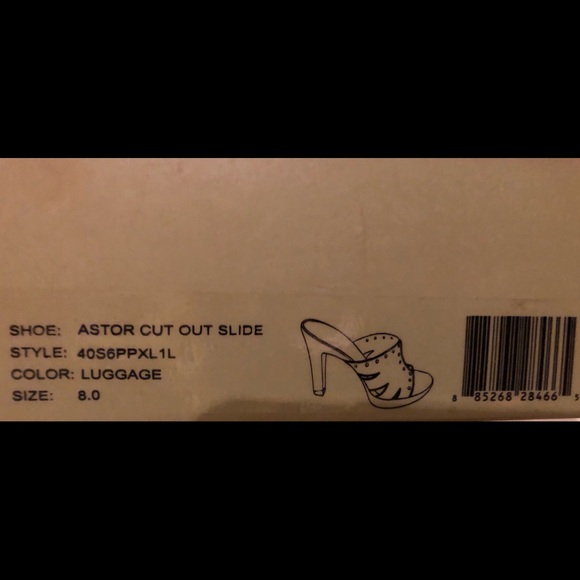 SHOE: ASTOR CUT OUT SLIDE
STYLE: 40S6PPXL1L
COLOR: LUGGAGE
SIZE: 8.0
8 85268 28466 5